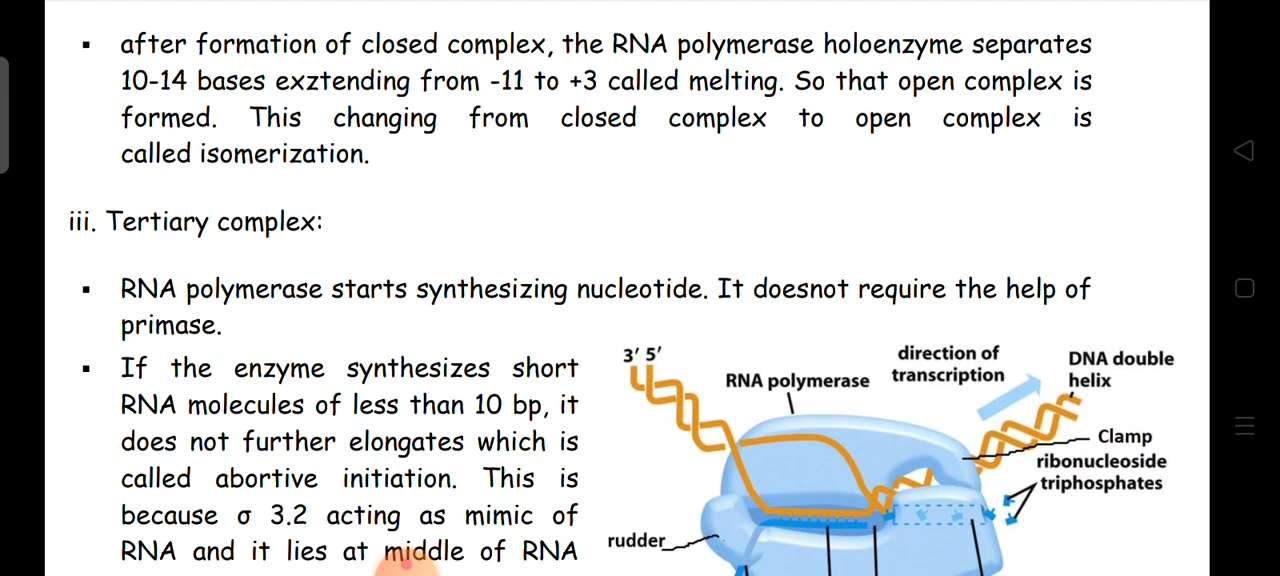 ▪ after formation of closed complex, the RNA polymerase holoenzyme separates
10-14 bases exztending from -11 to +3 called melting. So that open complex is
formed. This changing from closed complex to open complex is
called isomerization.
iii. Tertiary complex:
▪ RNA polymerase starts synthesizing nucleotide. It doesnot require the help of
primase.
▪ If the enzyme synthesizes short
RNA molecules of less than 10 bp, it
does not further elongates which is
called abortive initiation. This is
because σ 3.2 acting as mimic of
RNA and it lies at middle of RNA
3′ 5′
RNA polymerase
direction of
transcription
DNA double
helix
Clamp
ribonucleoside
triphosphates
rudder